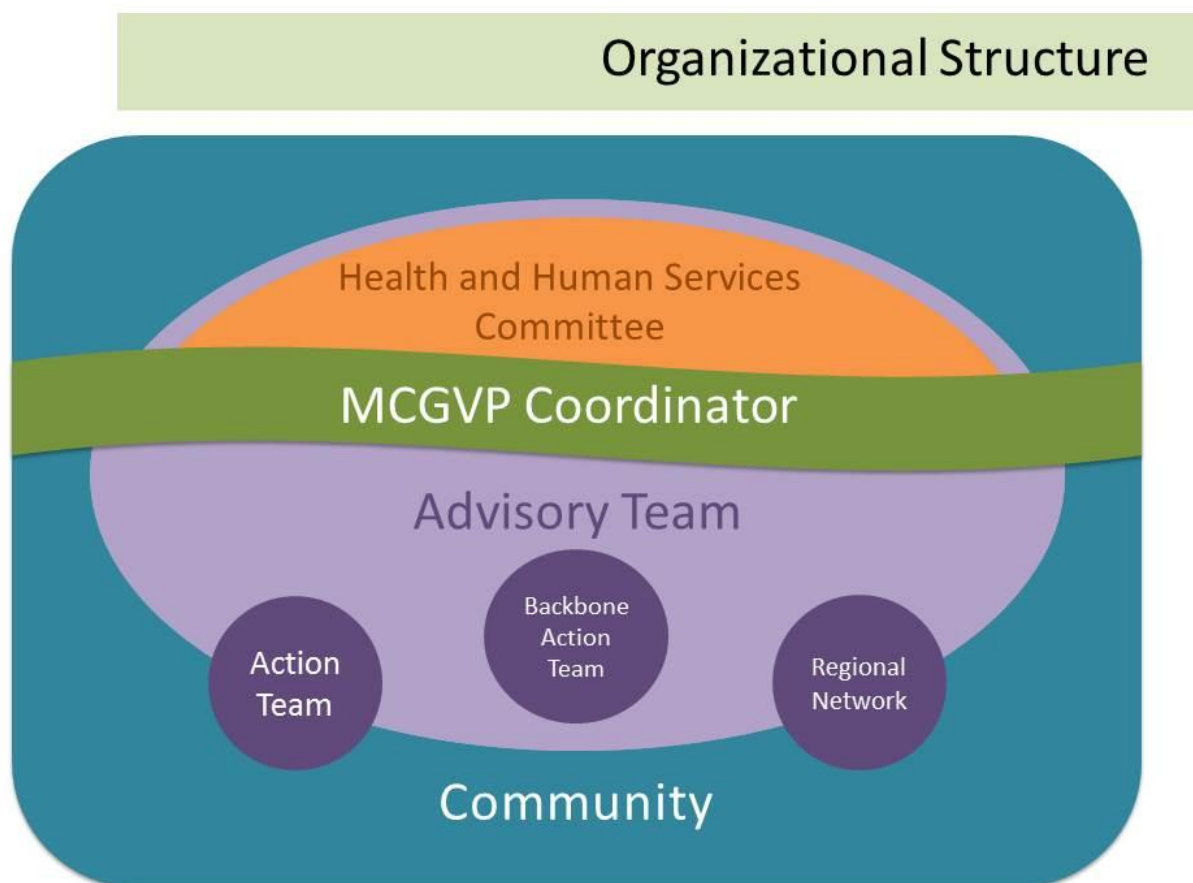 Organizational Structure
Health and Human Services
Committee
MCGVP Coordinator
Advisory Team
Backbone
Action
Team
Action
Team
Regional
Network
Community